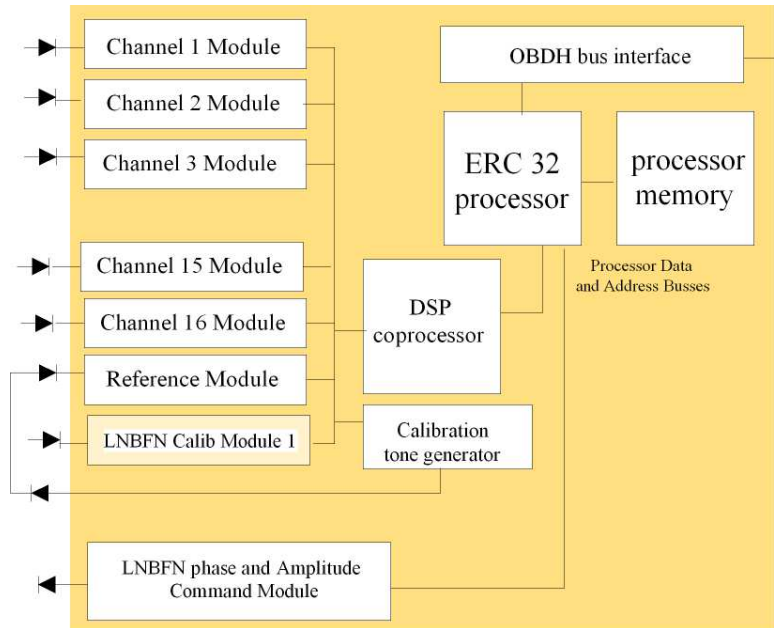 Channel 1 Module
Channel 2 Module
Channel 3 Module
Channel 15 Module
Channel 16 Module
Reference Module
LNBFN Calib Module 1
LNBFN phase and Amplitude
Command Module
DSP
coprocessor
Calibration
tone generator
OBDH bus interface
ERC 32
processor
processor
memory
Processor Data
and Address Busses